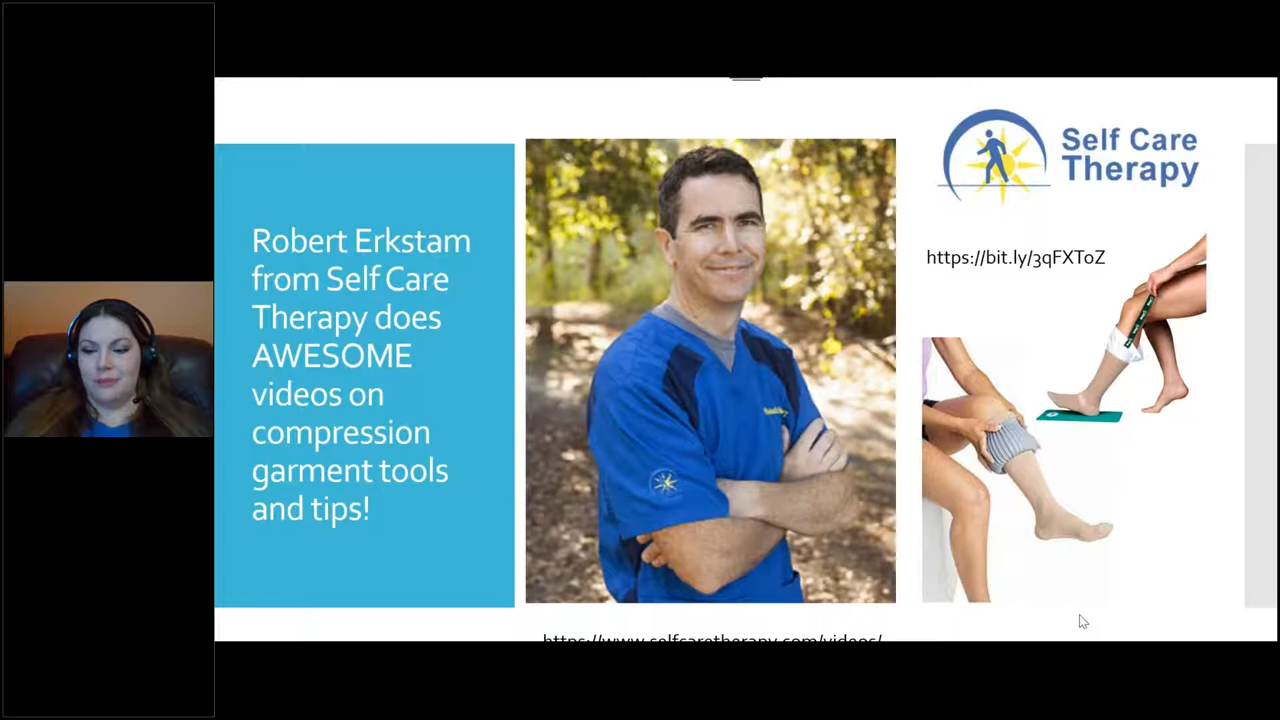 Robert Erkstam
from Self Care
Therapy does
AWESOME
videos on
compression
garment tools
and tips!
Self Care
Therapy
https://bit.ly/3qFXToZ
https://www.selfcaretherapy.com/videos/